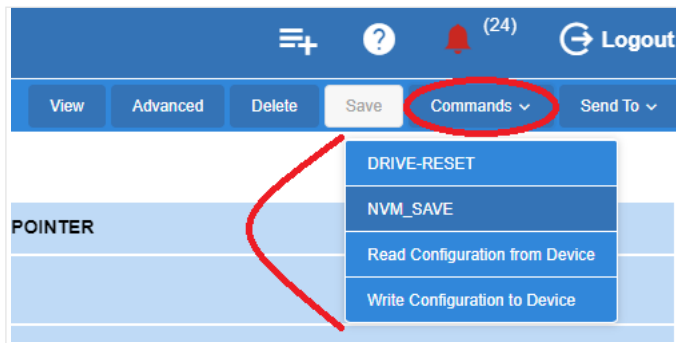 (24)
Logout
View Advanced Delete Save Commands Send To
DRIVE-RESET
POINTER
NVM_SAVE
Read Configuration from Device
Write Configuration to Device